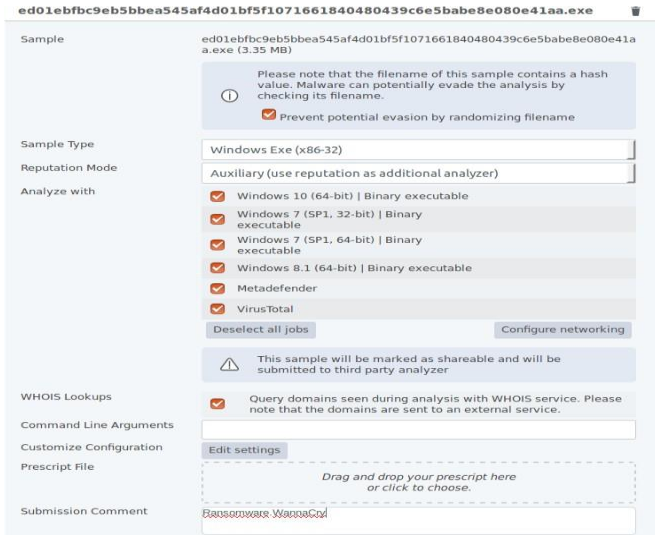 ed01ebfbc9eb5bbea545af4d01bf5f1071661840480439c6e5babe8e080e41aa.exe
Sample
ed01ebfbc9eb5bbea545af4d01bf5f1071661840480439c6e5babe8e080e41a
a.exe (3.35 MB)
Please note that the filename of this sample contains a hash
value. Malware can potentially evade the analysis by
checking its filename.
Prevent potential evasion by randomizing filename
Sample Type
Windows Exe (x86-32)
Reputation Mode
Auxiliary (use reputation as additional analyzer)
Analyze with
Windows 10 (64-bit) | Binary executable
Windows 7 (SP1, 32-bit) | Binary
executable
Windows 7 (SP1, 64-bit) | Binary
executable
Windows 8.1 (64-bit) | Binary executable
Metadefender
VirusTotal
Deselect all jobs
Configure networking
This sample will be marked as shareable and will be
submitted to third party analyzer
WHOIS Lookups
Query domains seen during analysis with WHOIS service. Please
note that the domains are sent to an external service.
Command Line Arguments
Customize Configuration
Edit settings
Prescript File
Drag and drop your prescript here
or click to choose.
Submission Comment
Ransomware WannaCry